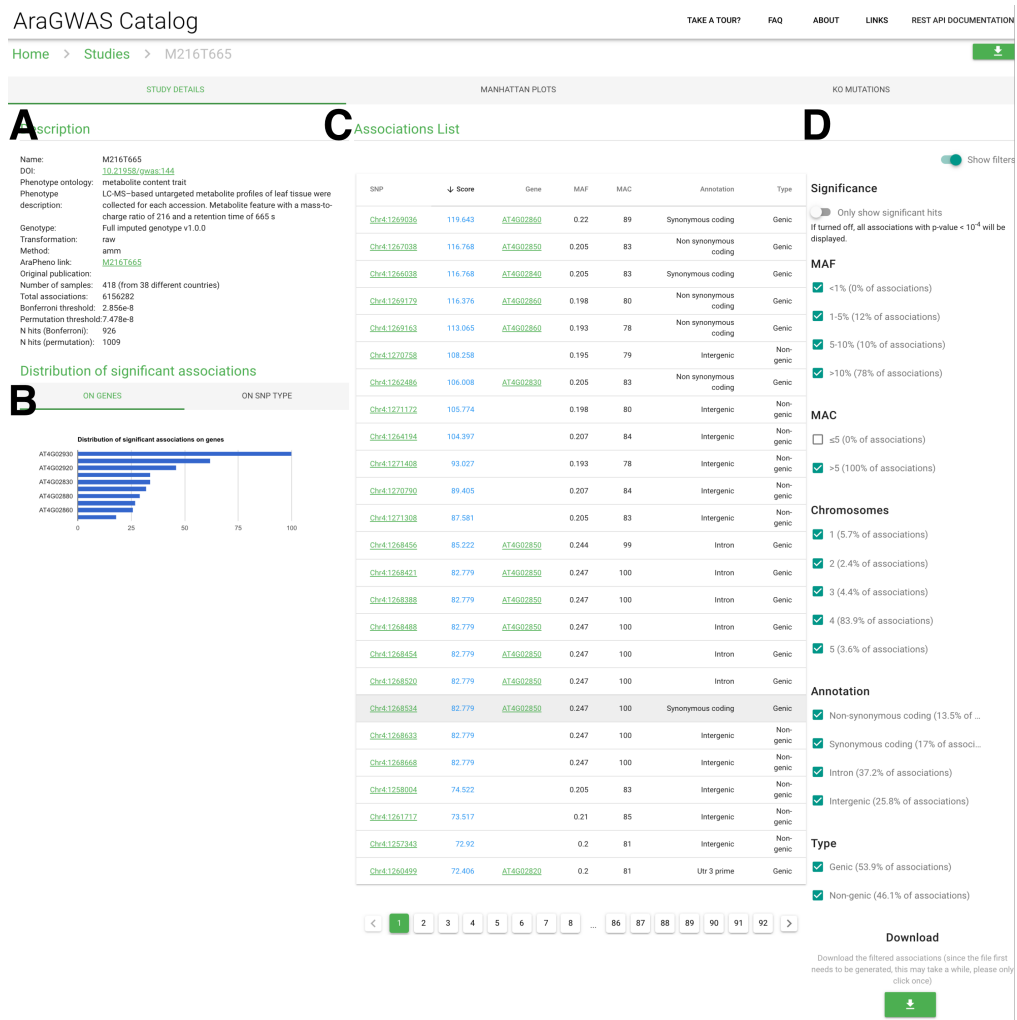 AraGWAS Catalog
TAKE A TOUR? FAQ ABOUT LINKS REST API DOCUMENTATION
Home > Studies > M216T665
STUDY DETAILS MANHATTAN PLOTS KO MUTATIONS
A
Description
Name: M216T665
DOI: 10.21958/gwas:144
Phenotype ontology: metabolite content trait
Phenotype description: LC-MS–based untargeted metabolite profiles of leaf tissue were
collected for each accession. Metabolite feature with a mass-to-
charge ratio of 216 and a retention time of 665 s
Genotype: Full imputed genotype v1.0.0
Transformation: raw
Method: amm
AraPheno link: M216T665
Original publication:
Number of samples: 418 (from 38 different countries)
Total associations: 6156282
Bonferroni threshold: 2.856e-8
Permutation threshold: 7.478e-8
N hits (Bonferroni): 926
N hits (permutation): 1009
Distribution of significant associations
B
ON GENES ON SNP TYPE
Distribution of significant associations on genes
AT4G02930
AT4G02920
AT4G02830
AT4G02880
AT4G02860
0 25 50 75 100
C
Associations List
SNP Score Gene MAF MAC Annotation Type
Chr4:1269036 119.643 AT4G02860 0.22 89 Synonymous coding Genic
Chr4:1267038 116.768 AT4G02850 0.205 83 Non synonymous coding Genic
Chr4:1266038 116.768 AT4G02840 0.205 83 Synonymous coding Genic
Chr4:1269179 116.376 AT4G02860 0.198 80 Non synonymous coding Genic
Chr4:1269163 113.065 AT4G02860 0.193 78 Non synonymous coding Genic
Chr4:1270758 108.258 0.195 79 Intergenic Non-genic
Chr4:1262486 106.008 AT4G02830 0.205 83 Non synonymous coding Genic
Chr4:1271172 105.774 0.198 80 Intergenic Non-genic
Chr4:1264194 104.397 0.207 84 Intergenic Non-genic
Chr4:1271408 93.027 0.193 78 Intergenic Non-genic
Chr4:1270790 89.405 0.207 84 Intergenic Non-genic
Chr4:1271308 87.581 0.205 83 Intergenic Non-genic
Chr4:1268456 85.222 AT4G02850 0.244 99 Intron Genic
Chr4:1268421 82.779 AT4G02850 0.247 100 Intron Genic
Chr4:1268388 82.779 AT4G02850 0.247 100 Intron Genic
Chr4:1268488 82.779 AT4G02850 0.247 100 Intron Genic
Chr4:1268454 82.779 AT4G02850 0.247 100 Intron Genic
Chr4:1268520 82.779 AT4G02850 0.247 100 Intron Genic
Chr4:1268534 82.779 AT4G02850 0.247 100 Synonymous coding Genic
Chr4:1268633 82.779 0.247 100 Intergenic Non-genic
Chr4:1268668 82.779 0.247 100 Intergenic Non-genic
Chr4:1258004 74.522 0.205 83 Intergenic Non-genic
Chr4:1261717 73.517 0.21 85 Intergenic Non-genic
Chr4:1257343 72.92 0.2 81 Intergenic Non-genic
Chr4:1260499 72.406 AT4G02820 0.2 81 Utr 3 prime Genic
< 1 2 3 4 5 6 7 8 ... 86 87 88 89 90 91 92 >
D
Show filters
Significance
Only show significant hits
If turned off, all associations with p-value < 10⁻⁴ will be
displayed.
MAF
<1% (0% of associations)
1-5% (12% of associations)
5-10% (10% of associations)
>10% (78% of associations)
MAC
≤5 (0% of associations)
>5 (100% of associations)
Chromosomes
1 (5.7% of associations)
2 (2.4% of associations)
3 (4.4% of associations)
4 (83.9% of associations)
5 (3.6% of associations)
Annotation
Non-synonymous coding (13.5% of ...
Synonymous coding (17% of associ...
Intron (37.2% of associations)
Intergenic (25.8% of associations)
Type
Genic (53.9% of associations)
Non-genic (46.1% of associations)
Download
Download the filtered associations (since the file first
needs to be generated, this may take a while, please only
click once)